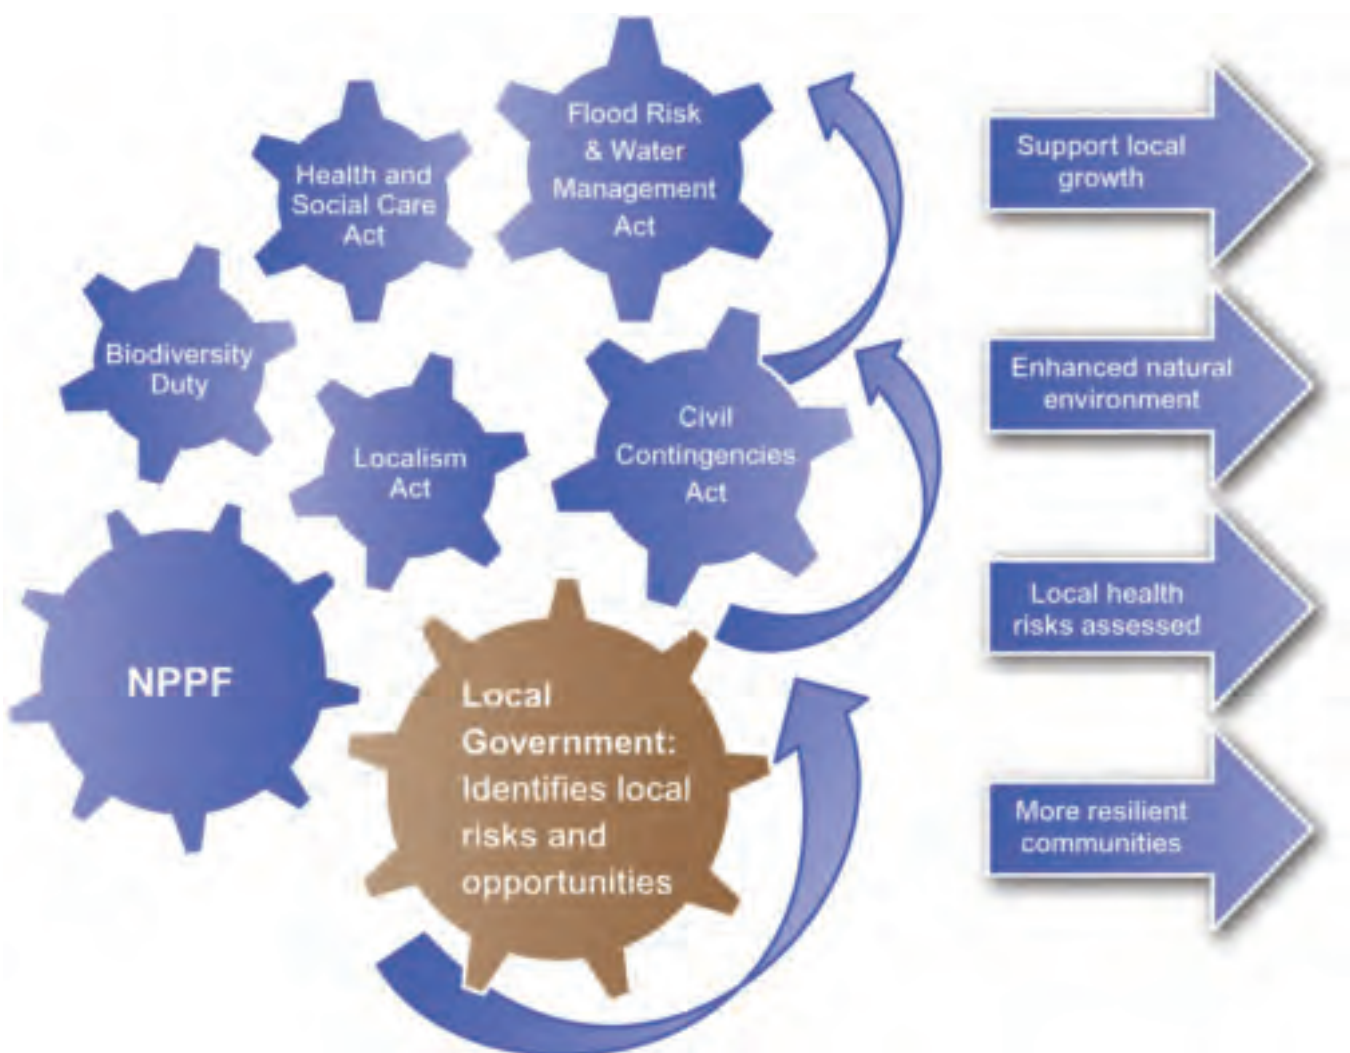 Flood Risk
& Water
Management
Act
Health and
Social Care
Act
Biodiversity
Duty
Localism
Act
Civil
Contingencies
Act
NPPF
Local
Government:
Identifies local
risks and
opportunities
Support local
growth
Enhanced natural
environment
Local health
risks assessed
More resilient
communities